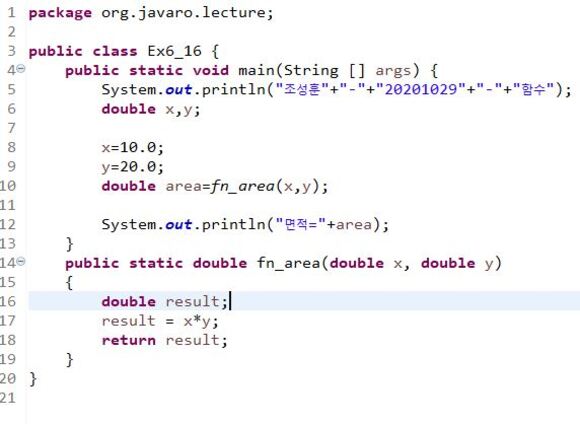 1 package org.javaro.lecture;
2
3 public class Ex6_16 {
4 public static void main(String [] args) {
5 System.out.println("조성훈"+"-"+"20201029"+"-"+"함수");
6 double x,y;
7
8 x=10.0;
9 y=20.0;
10 double area=fn_area(x,y);
11
12 System.out.println("면적="+area);
13 }
14 public static double fn_area(double x, double y)
15 {
16 double result;
17 result = x*y;
18 return result;
19 }
20 }
21